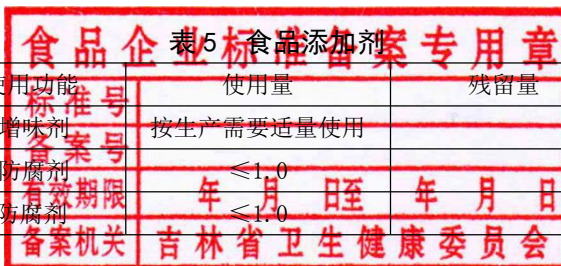 食品企业标准备案专用章
表 5 食品添加剂
使用功能 使用量 残留量
标准号
增味剂 按生产需要适量使用
备案号
防腐剂 ≤1.0
有效期限 年 月 日至 年 月 日
防腐剂 ≤1.0
备案机关 吉林省卫生健康委员会